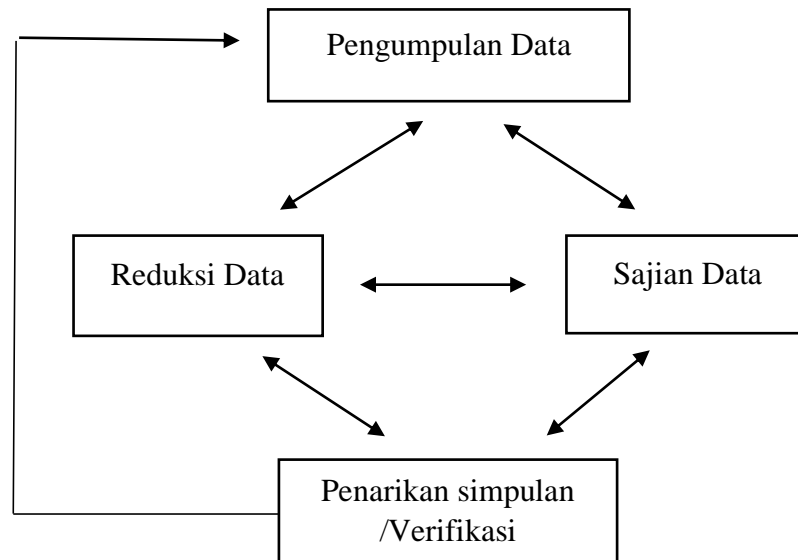 Pengumpulan Data
Reduksi Data
Sajian Data
Penarikan simpulan
/Verifikasi